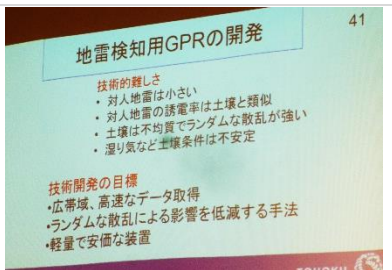 41
地雷検知用GPRの開発
技術的難しさ
・ 対人地雷は小さい
・ 対人地雷の誘電率は土壌と類似
・ 土壌は不均質でランダムな散乱が強い
・ 湿り気など土壌条件は不安定
技術開発の目標
・広帯域、高速なデータ取得
・ランダムな散乱による影響を低減する手法
・軽量で安価な装置
TOHOKU